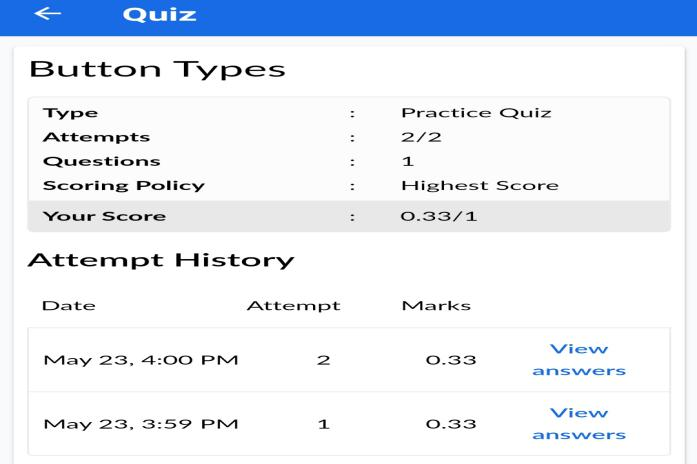 Quiz
Button Types
Type : Practice Quiz
Attempts : 2/2
Questions : 1
Scoring Policy : Highest Score
Your Score : 0.33/1
Attempt History
Date Attempt Marks
May 23, 4:00 PM 2 0.33 View answers
May 23, 3:59 PM 1 0.33 View answers